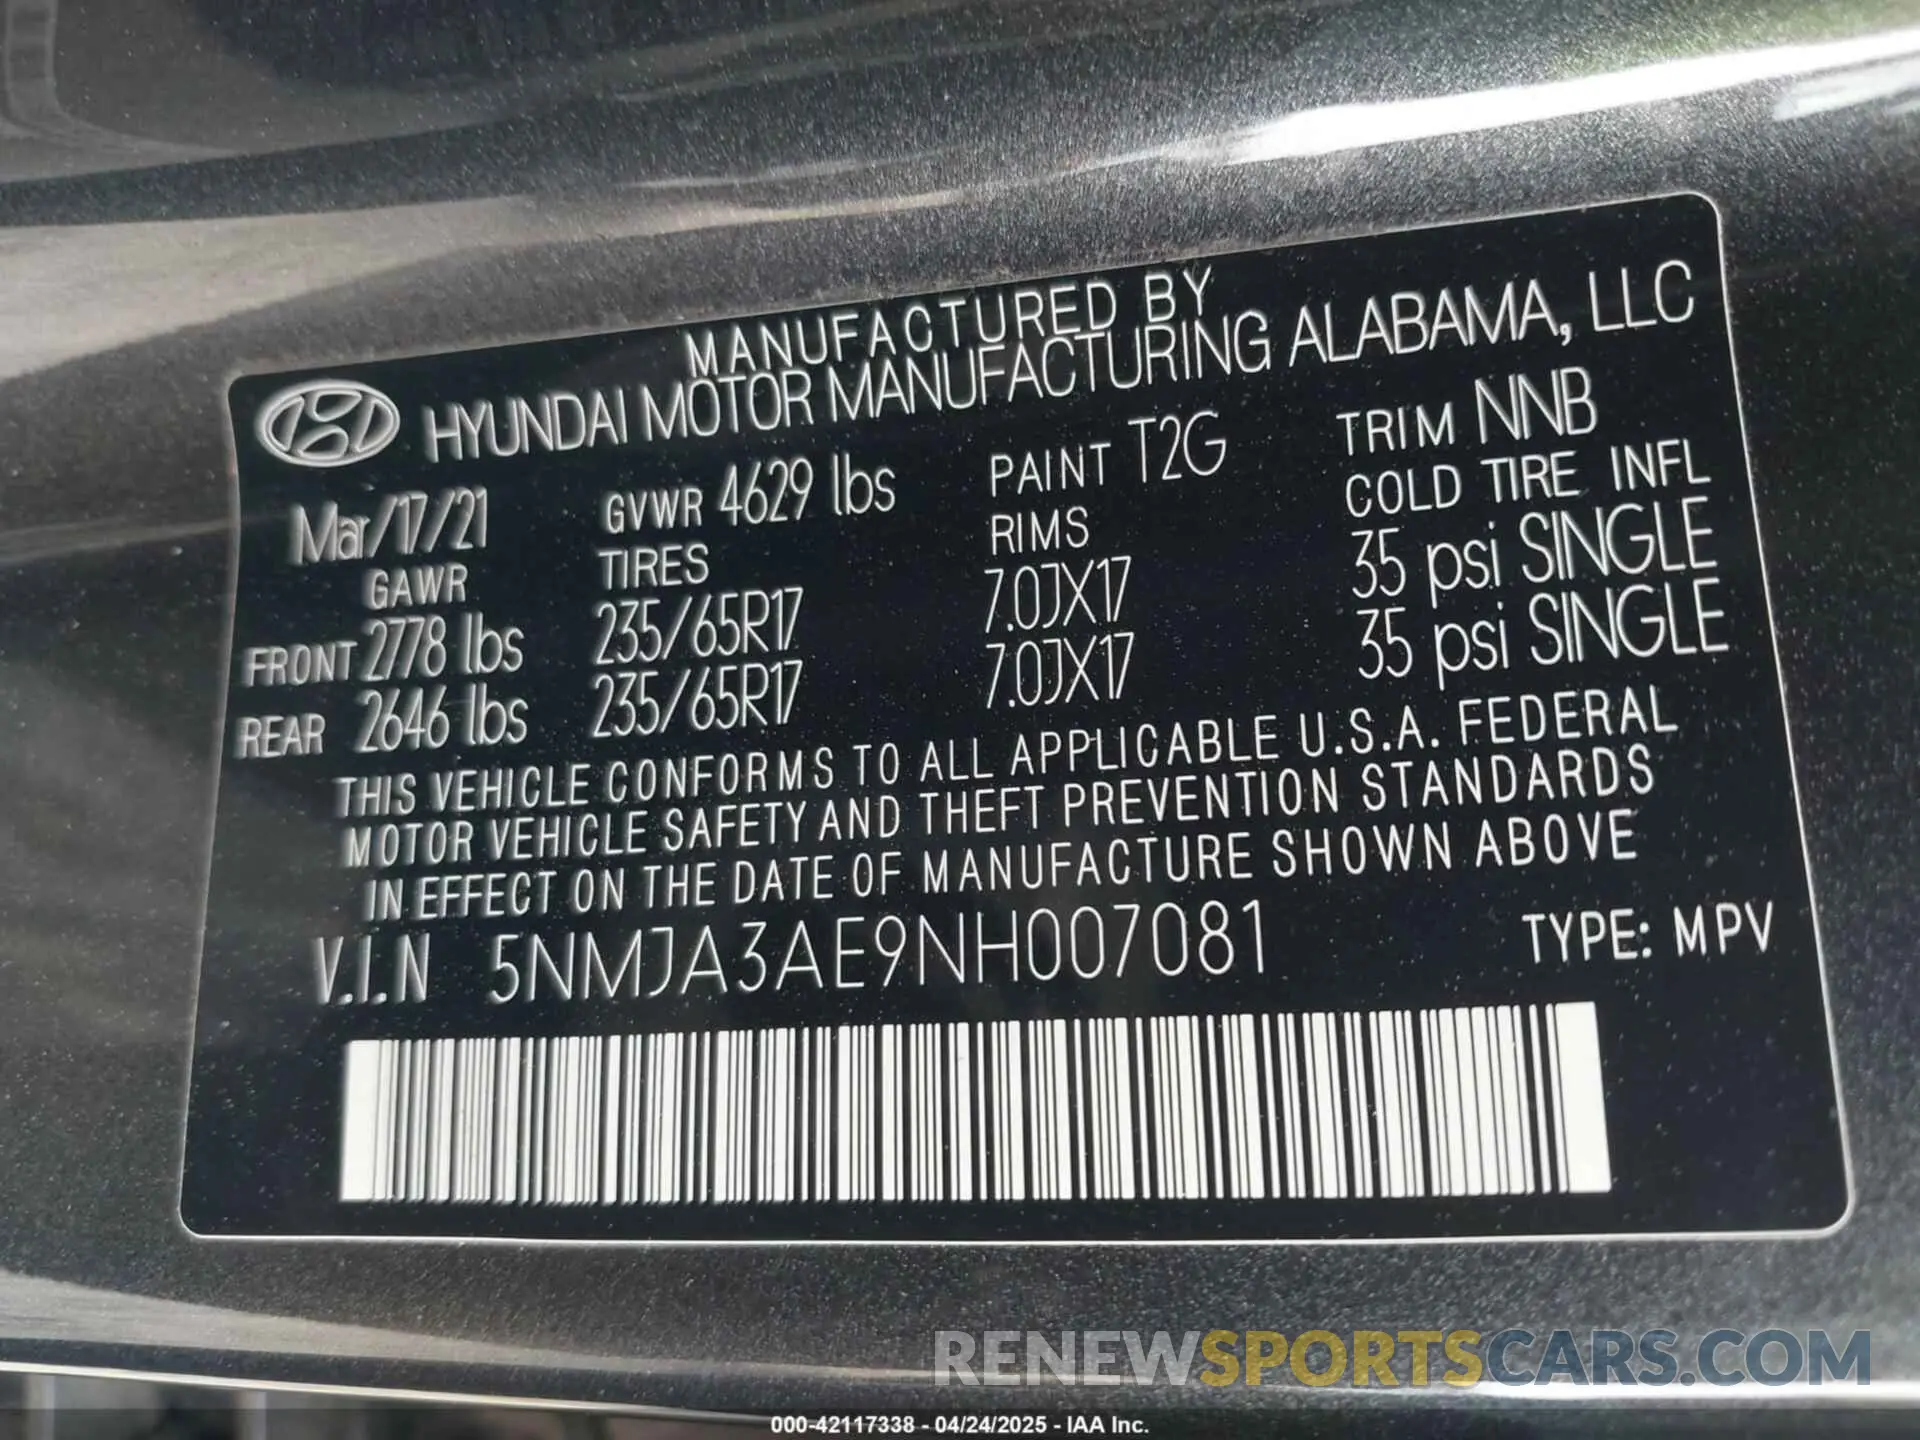 MANUFACTURED BY
HYUNDAI MOTOR MANUFACTURING ALABAMA, LLC
Mar/17/21 GVWR 4629 lbs PAINT T2G TRIM NNB
GAWR TIRES RIMS COLD TIRE INFL
FRONT 2778 lbs 235/65R17 7.0JX17 35 psi SINGLE
REAR 2646 lbs 235/65R17 7.0JX17 35 psi SINGLE
THIS VEHICLE CONFORMS TO ALL APPLICABLE U.S.A. FEDERAL
MOTOR VEHICLE SAFETY AND THEFT PREVENTION STANDARDS
IN EFFECT ON THE DATE OF MANUFACTURE SHOWN ABOVE
V.I.N 5NMJA3AE9NH007081 TYPE: MPV
RENEWSPORTSCARS.COM
000-42117338 - 04/24/2025 - IAA Inc.